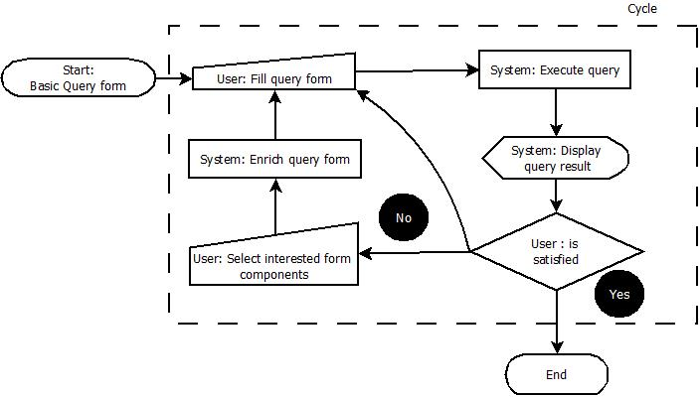 Cycle
Start:
Basic Query form
User: Fill query form
System: Execute query
System: Enrich query form
System: Display
query result
No
User: Select interested form
components
User : is
satisfied
Yes
End